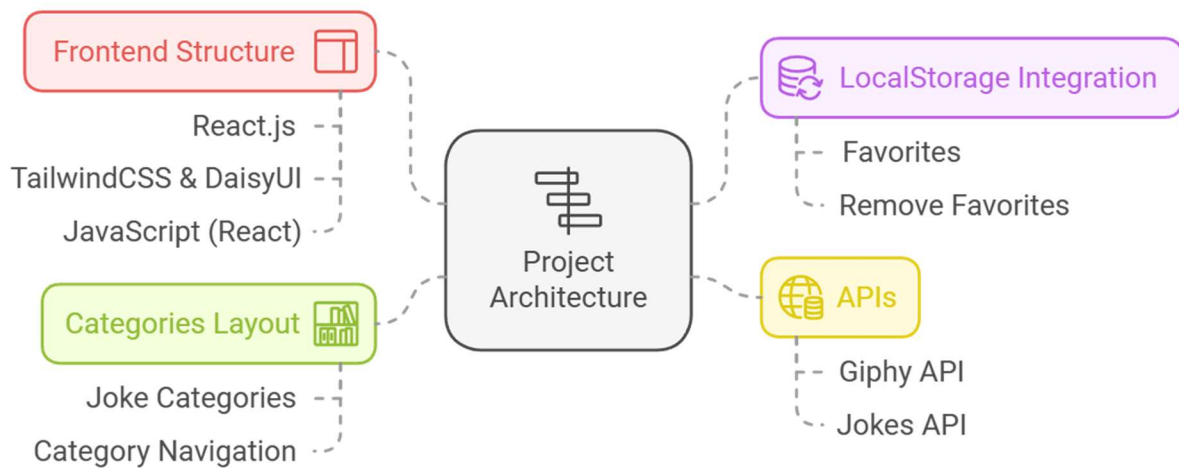 Frontend Structure
React.js
TailwindCSS & DaisyUI
JavaScript (React)
Categories Layout
Joke Categories
Category Navigation
Project
Architecture
LocalStorage Integration
Favorites
Remove Favorites
APIs
Giphy API
Jokes API